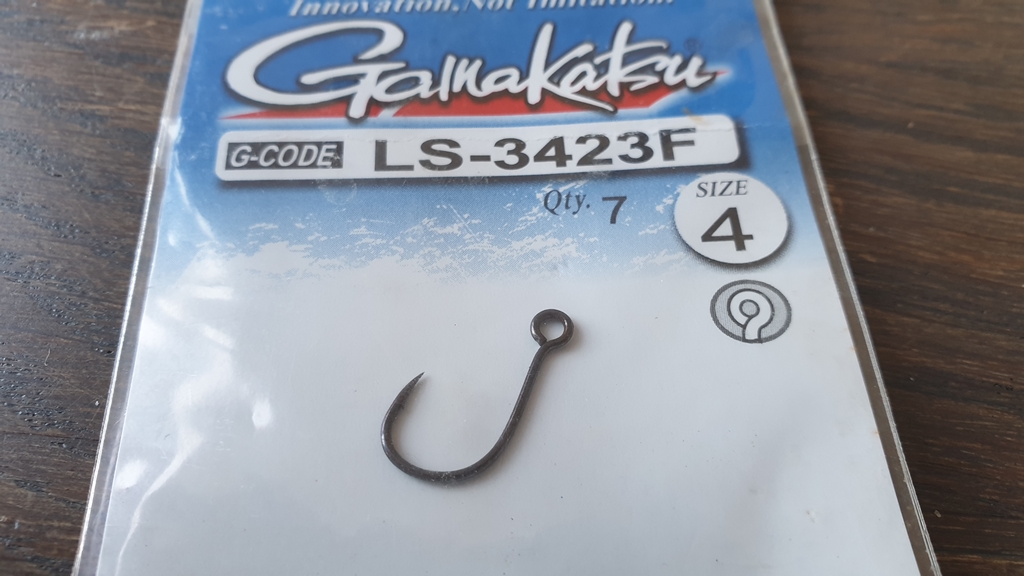 Innovation, Not Imitation.
Gamakatsu®
G-CODE LS-3423F
Qty. 7
SIZE
4